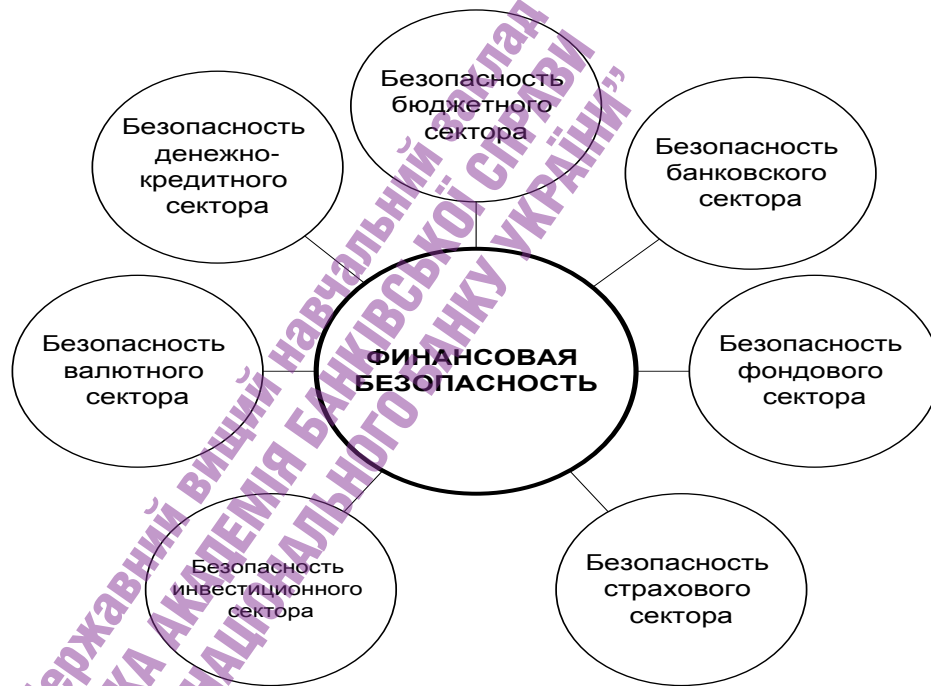 Безопасность
бюджетного
сектора
Безопасность
денежно-
кредитного
сектора
Безопасность
банковского
сектора
Безопасность
валютного
сектора
ФИНАНСОВАЯ
БЕЗОПАСНОСТЬ
Безопасность
фондового
сектора
Безопасность
инвестиционного
сектора
Безопасность
страхового
сектора
Державний вищий навчальний заклад
АКАДЕМІЯ БАНКІВСЬКОЇ СПРАВИ
НАЦІОНАЛЬНОГО БАНКУ УКРАЇНИ”